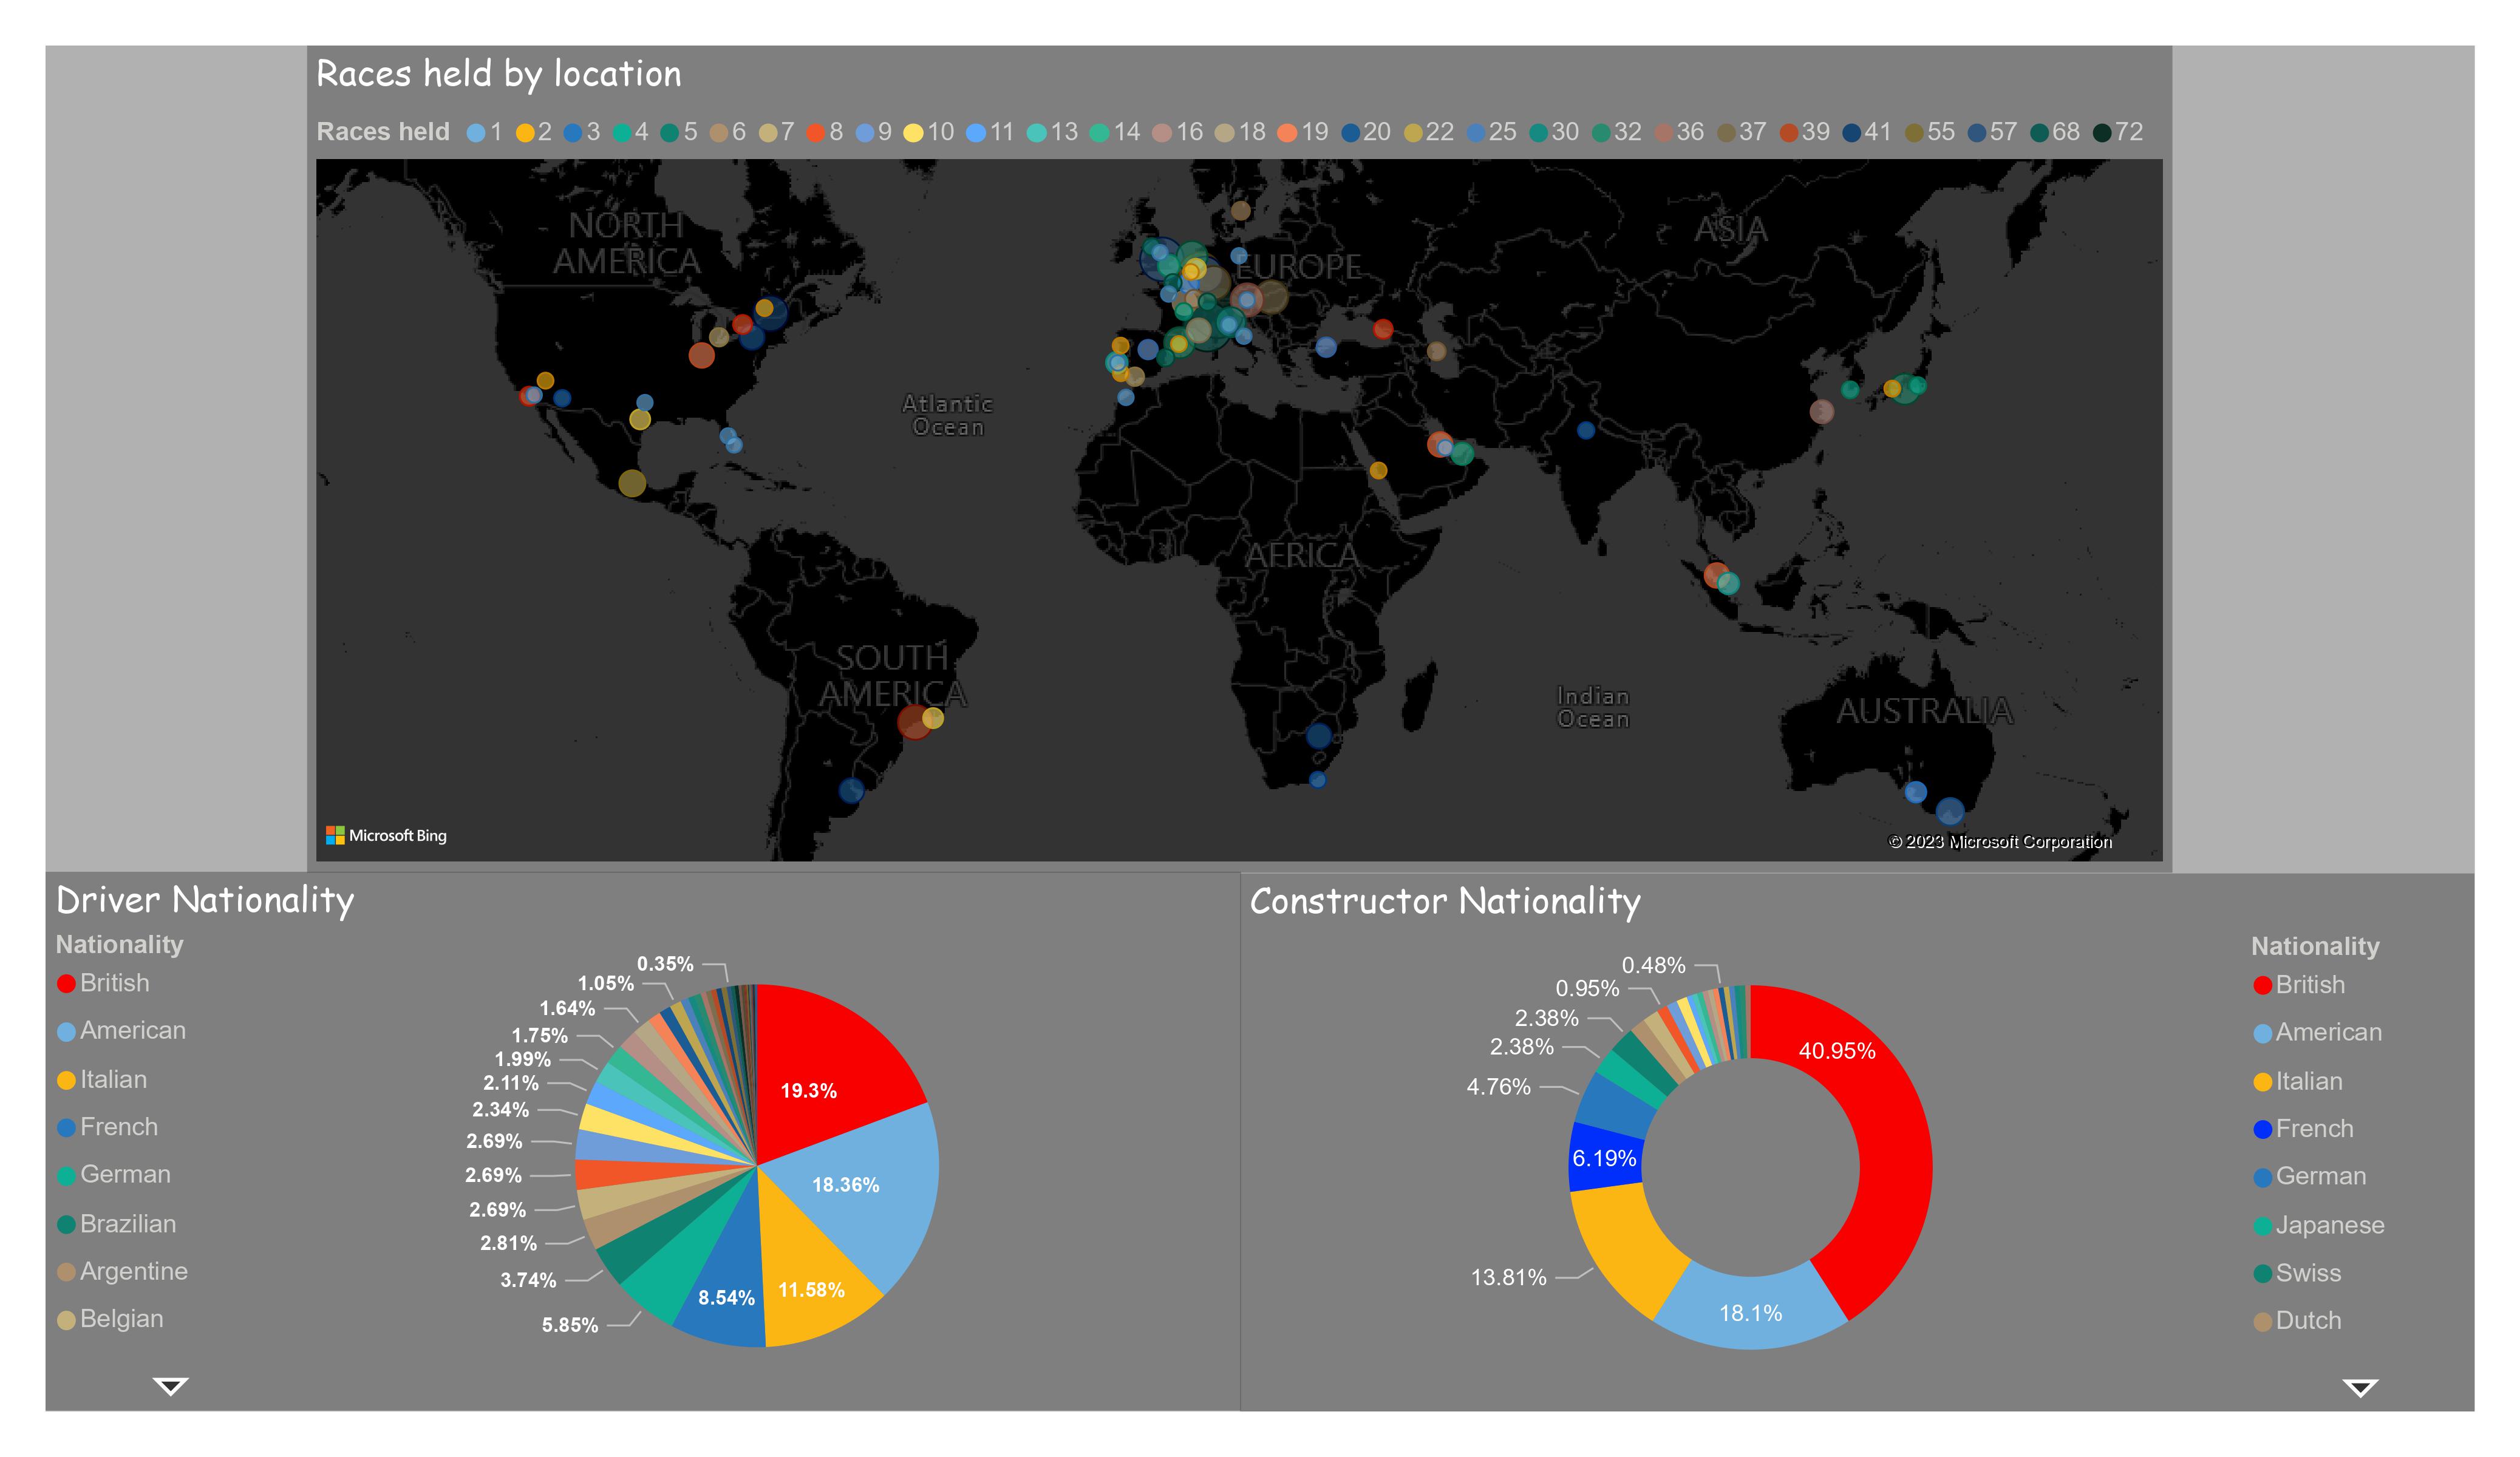 Races held by location
Races held 1 2 3 4 5 6 7 8 9 10 11 13 14 16 18 19 20 22 25 30 32 36 37 39 41 55 57 68 72
NORTH
AMERICA
EUROPE
ASIA
Atlantic
Ocean
AFRICA
SOUTH
AMERICA
Indian
Ocean
AUSTRALIA
Microsoft Bing
© 2023 Microsoft Corporation
Driver Nationality
Nationality
British
American
Italian
French
German
Brazilian
Argentine
Belgian
0.35%
1.05%
1.64%
1.75%
1.99%
2.11%
2.34%
2.69%
2.69%
2.69%
2.81%
3.74%
5.85%
8.54%
11.58%
18.36%
19.3%
Constructor Nationality
0.48%
0.95%
2.38%
2.38%
4.76%
6.19%
13.81%
18.1%
40.95%
Nationality
British
American
Italian
French
German
Japanese
Swiss
Dutch